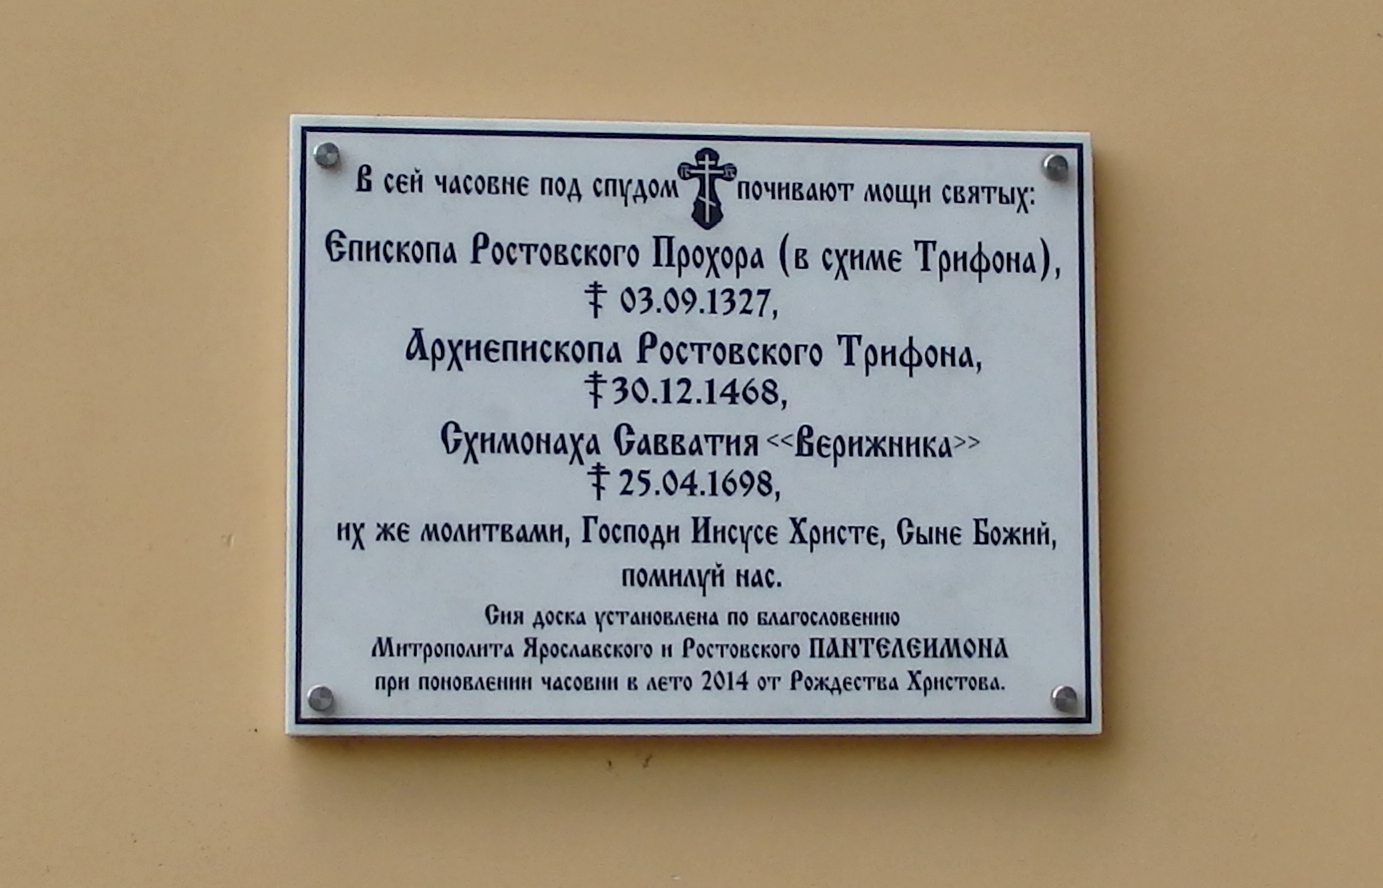 В сей часовне под спудом почивают мощи святых:
Епископа Ростовского Прохора (в схиме Трифона),
‡ 03.09.1327,
Архиепископа Ростовского Трифона,
‡ 30.12.1468,
Схимонаха Савватия <<Верижника>>
‡ 25.04.1698,
их же молитвами, Господи Иисусе Христе, Сыне Божий,
помилуй нас.
Сия доска установлена по благословению
Митрополита Ярославского и Ростовского ПАНТЕЛЕИМОНА
при поновлении часовни в лето 2014 от Рождества Христова.